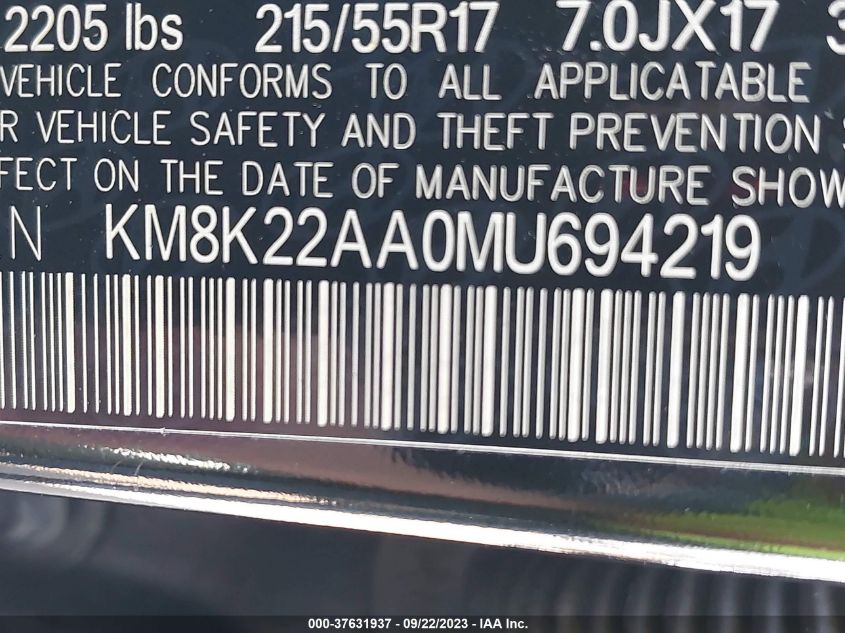 2205 lbs 215/55R17 7.0JX17 3
VEHICLE CONFORMS TO ALL APPLICATABLE
R VEHICLE SAFETY AND THEFT PREVENTION S
FECT ON THE DATE OF MANUFACTURE SHOW
N KM8K22AA0MU694219
000-37631937 - 09/22/2023 - IAA Inc.